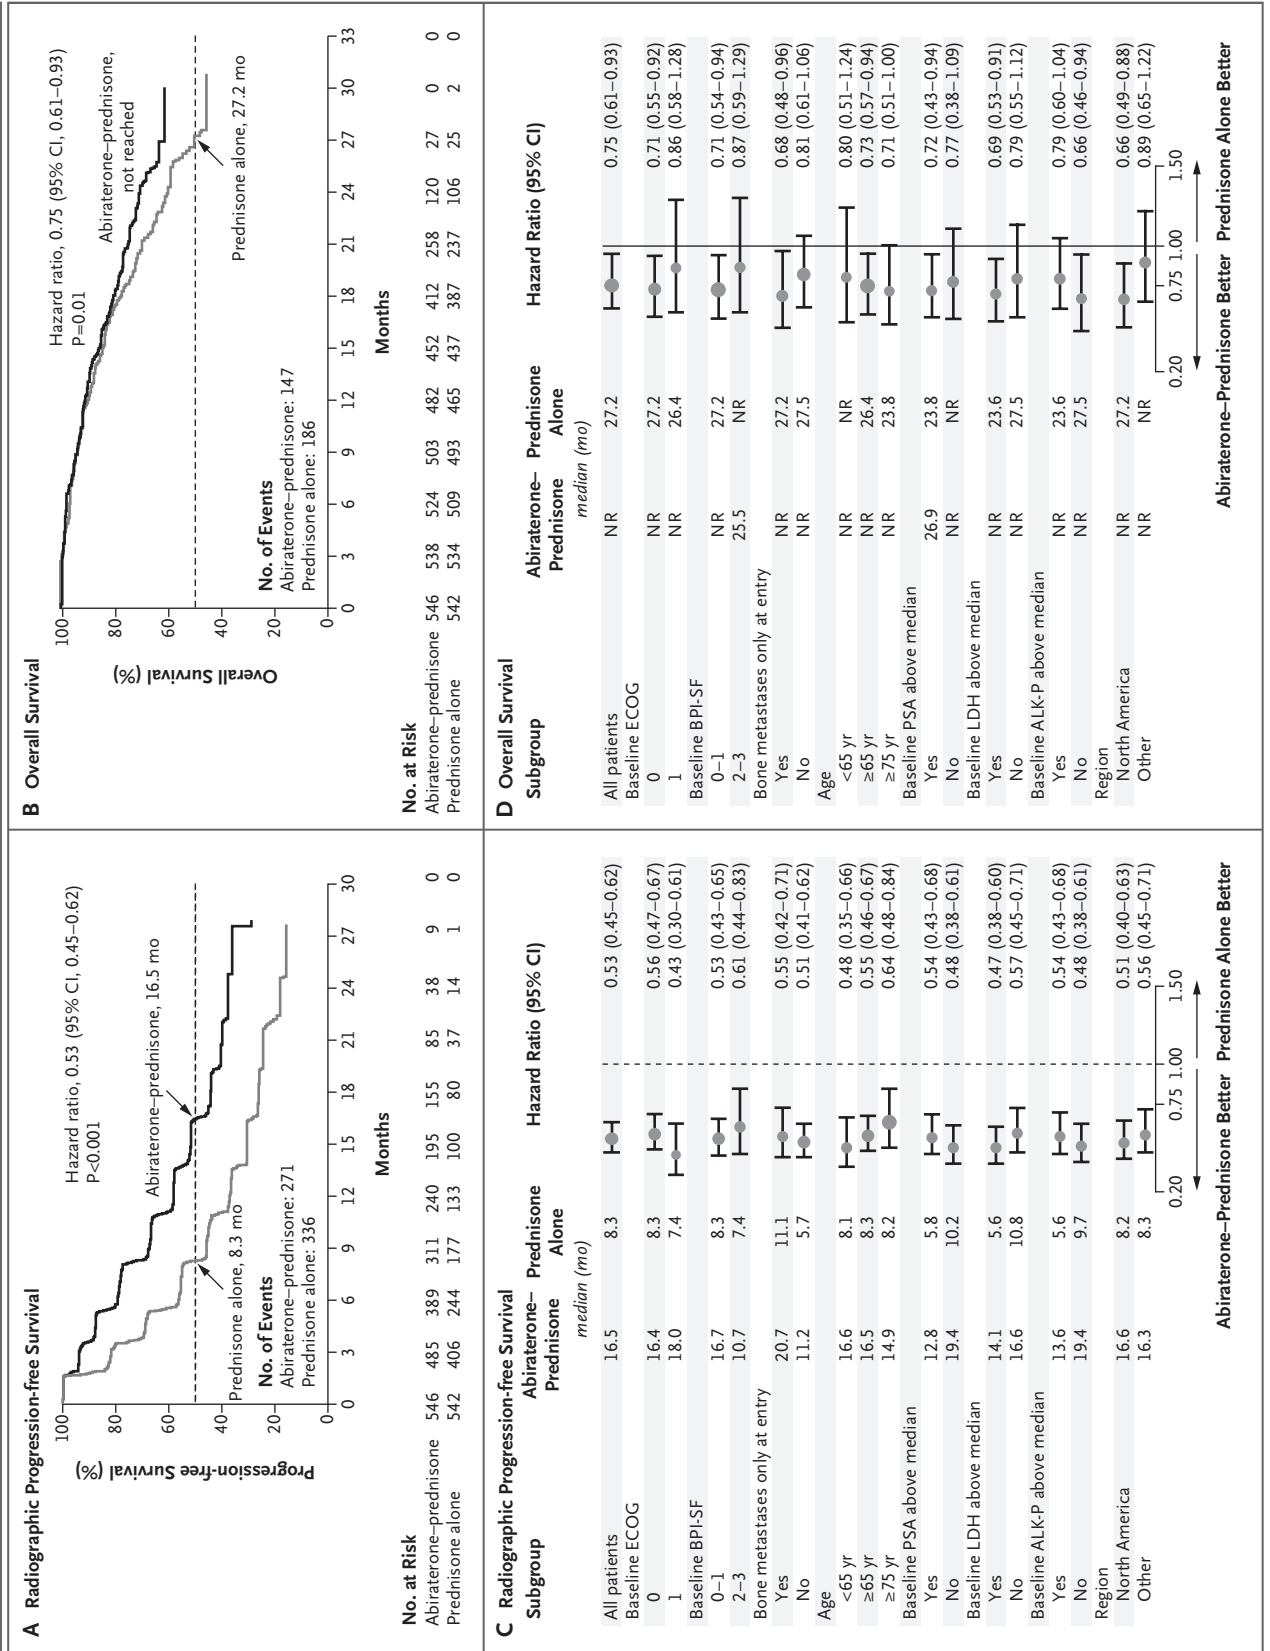 A Radiographic Progression-free Survival
Hazard ratio, 0.53 (95% CI, 0.45–0.62)
P<0.001
Progression-free Survival (%)
100
80
60
40
20
0
Abiraterone–prednisone, 16.5 mo
Prednisone alone, 8.3 mo
No. of Events
Abiraterone–prednisone: 271
Prednisone alone: 336
0 3 6 9 12 15 18 21 24 27 30
Months
No. at Risk
Abiraterone–prednisone 546 485 389 311 240 195 155 85 38 9 0
Prednisone alone 542 406 244 177 133 100 80 37 14 1 0
B Overall Survival
Hazard ratio, 0.75 (95% CI, 0.61–0.93)
P=0.01
Overall Survival (%)
100
80
60
40
20
0
Abiraterone–prednisone,
not reached
Prednisone alone, 27.2 mo
No. of Events
Abiraterone–prednisone: 147
Prednisone alone: 186
0 3 6 9 12 15 18 21 24 27 30 33
Months
No. at Risk
Abiraterone–prednisone 546 538 524 503 482 452 412 258 120 27 0 0
Prednisone alone 542 534 509 493 465 437 387 237 106 25 2 0
C Radiographic Progression-free Survival
Subgroup Abiraterone–Prednisone Prednisone Alone Hazard Ratio (95% CI)
median (mo)
All patients 16.5 8.3 0.53 (0.45–0.62)
Baseline ECOG
0 16.4 8.3 0.56 (0.47–0.67)
1 18.0 7.4 0.43 (0.30–0.61)
Baseline BPI-SF
0–1 16.7 8.3 0.53 (0.43–0.65)
2–3 10.7 7.4 0.61 (0.44–0.83)
Bone metastases only at entry
Yes 20.7 11.1 0.55 (0.42–0.71)
No 11.2 5.7 0.51 (0.41–0.62)
Age
<65 yr 16.6 8.1 0.48 (0.35–0.66)
≥65 yr 16.5 8.3 0.55 (0.46–0.67)
≥75 yr 14.9 8.2 0.64 (0.48–0.84)
Baseline PSA above median
Yes 12.8 5.8 0.54 (0.43–0.68)
No 19.4 10.2 0.48 (0.38–0.61)
Baseline LDH above median
Yes 14.1 5.6 0.47 (0.38–0.60)
No 16.6 10.8 0.57 (0.45–0.71)
Baseline ALK-P above median
Yes 13.6 5.6 0.54 (0.43–0.68)
No 19.4 9.7 0.48 (0.38–0.61)
Region
North America 16.6 8.2 0.51 (0.40–0.63)
Other 16.3 8.3 0.56 (0.45–0.71)
0.20 0.75 1.00 1.50
Abiraterone–Prednisone Better Prednisone Alone Better
D Overall Survival
Subgroup Abiraterone–Prednisone Prednisone Alone Hazard Ratio (95% CI)
median (mo)
All patients NR 27.2 0.75 (0.61–0.93)
Baseline ECOG
0 NR 27.2 0.71 (0.55–0.92)
1 NR 26.4 0.86 (0.58–1.28)
Baseline BPI-SF
0–1 NR 27.2 0.71 (0.54–0.94)
2–3 25.5 NR 0.87 (0.59–1.29)
Bone metastases only at entry
Yes NR 27.2 0.68 (0.48–0.96)
No NR 27.5 0.81 (0.61–1.06)
Age
<65 yr NR NR 0.80 (0.51–1.24)
≥65 yr NR 26.4 0.73 (0.57–0.94)
≥75 yr NR 23.8 0.71 (0.51–1.00)
Baseline PSA above median
Yes 26.9 23.8 0.72 (0.43–0.94)
No NR NR 0.77 (0.38–1.09)
Baseline LDH above median
Yes NR 23.6 0.69 (0.53–0.91)
No NR 27.5 0.79 (0.55–1.12)
Baseline ALK-P above median
Yes NR 23.6 0.79 (0.60–1.04)
No NR 27.5 0.66 (0.46–0.94)
Region
North America NR 27.2 0.66 (0.49–0.88)
Other NR NR 0.89 (0.65–1.22)
0.20 0.75 1.00 1.50
Abiraterone–Prednisone Better Prednisone Alone Better